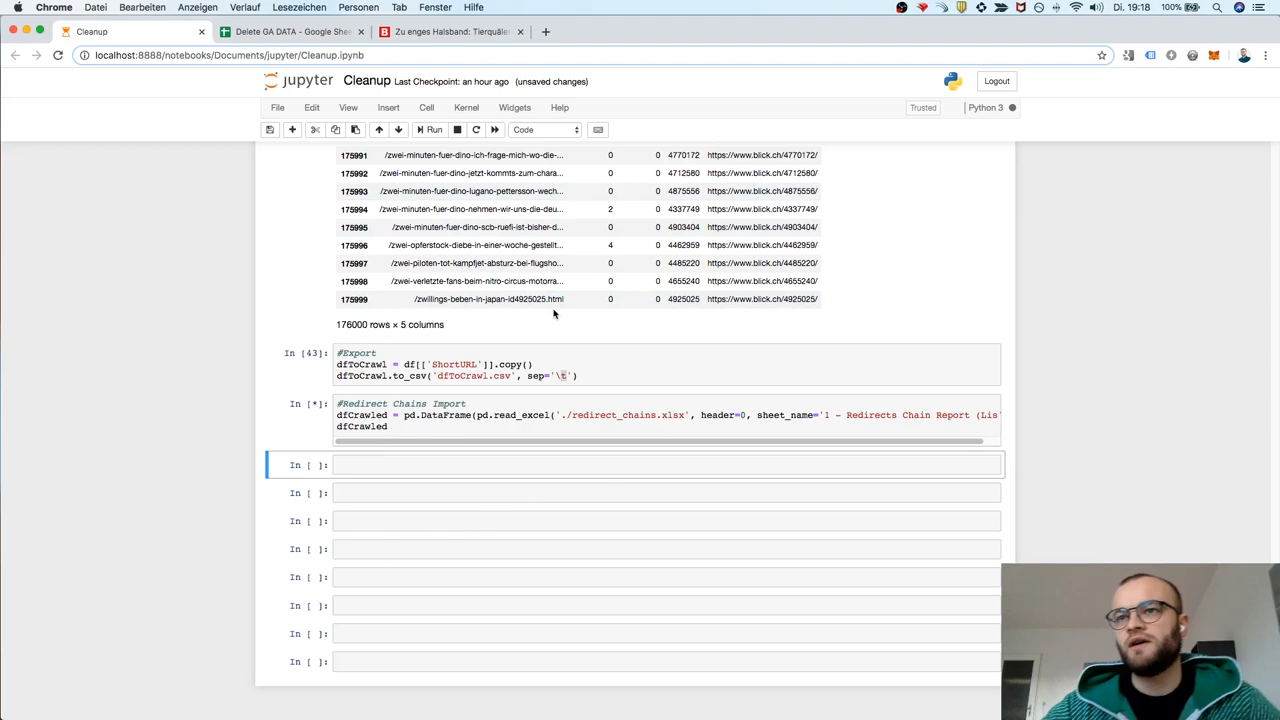 Chrome Datei Bearbeiten Anzeigen Verlauf Lesezeichen Personen Tab Fenster Hilfe 100% Di. 19:18
Cleanup Delete GA DATA - Google Shee Zu enges Halsband: Tierquäler
localhost:8888/notebooks/Documents/jupyter/Cleanup.ipynb
jupyter Cleanup Last Checkpoint: an hour ago (unsaved changes) Logout
File Edit View Insert Cell Kernel Widgets Help Trusted Python 3
Run Code
175991 /zwei-minuten-fuer-dino-ich-frage-mich-wo-die-... 0 0 4770172 https://www.blick.ch/4770172/
175992 /zwei-minuten-fuer-dino-jetzt-kommts-zum-chara... 0 0 4712580 https://www.blick.ch/4712580/
175993 /zwei-minuten-fuer-dino-lugano-pettersson-wech... 0 0 4875556 https://www.blick.ch/4875556/
175994 /zwei-minuten-fuer-dino-nehmen-wir-uns-die-deu... 2 0 4337749 https://www.blick.ch/4337749/
175995 /zwei-minuten-fuer-dino-scb-ruefi-ist-bisher-d... 0 0 4903404 https://www.blick.ch/4903404/
175996 /zwei-opferstock-diebe-in-einer-woche-gestellt... 4 0 4462959 https://www.blick.ch/4462959/
175997 /zwei-piloten-tot-kampfjet-absturz-bei-flugsho... 0 0 4485220 https://www.blick.ch/4485220/
175998 /zwei-verletzte-fans-beim-nitro-circus-motorra... 0 0 4655240 https://www.blick.ch/4655240/
175999 /zwillings-beben-in-japan-id4925025.html 0 0 4925025 https://www.blick.ch/4925025/
176000 rows × 5 columns
In [43]: #Export
dfToCrawl = df[['ShortURL']].copy()
dfToCrawl.to_csv('dfToCrawl.csv', sep='\t')
In [*]: #Redirect Chains Import
dfCrawled = pd.DataFrame(pd.read_excel('./redirect_chains.xlsx', header=0, sheet_name='1 - Redirects Chain Report (Lis
dfCrawled
In [ ]:
In [ ]:
In [ ]:
In [ ]:
In [ ]:
In [ ]:
In [ ]:
In [ ]: